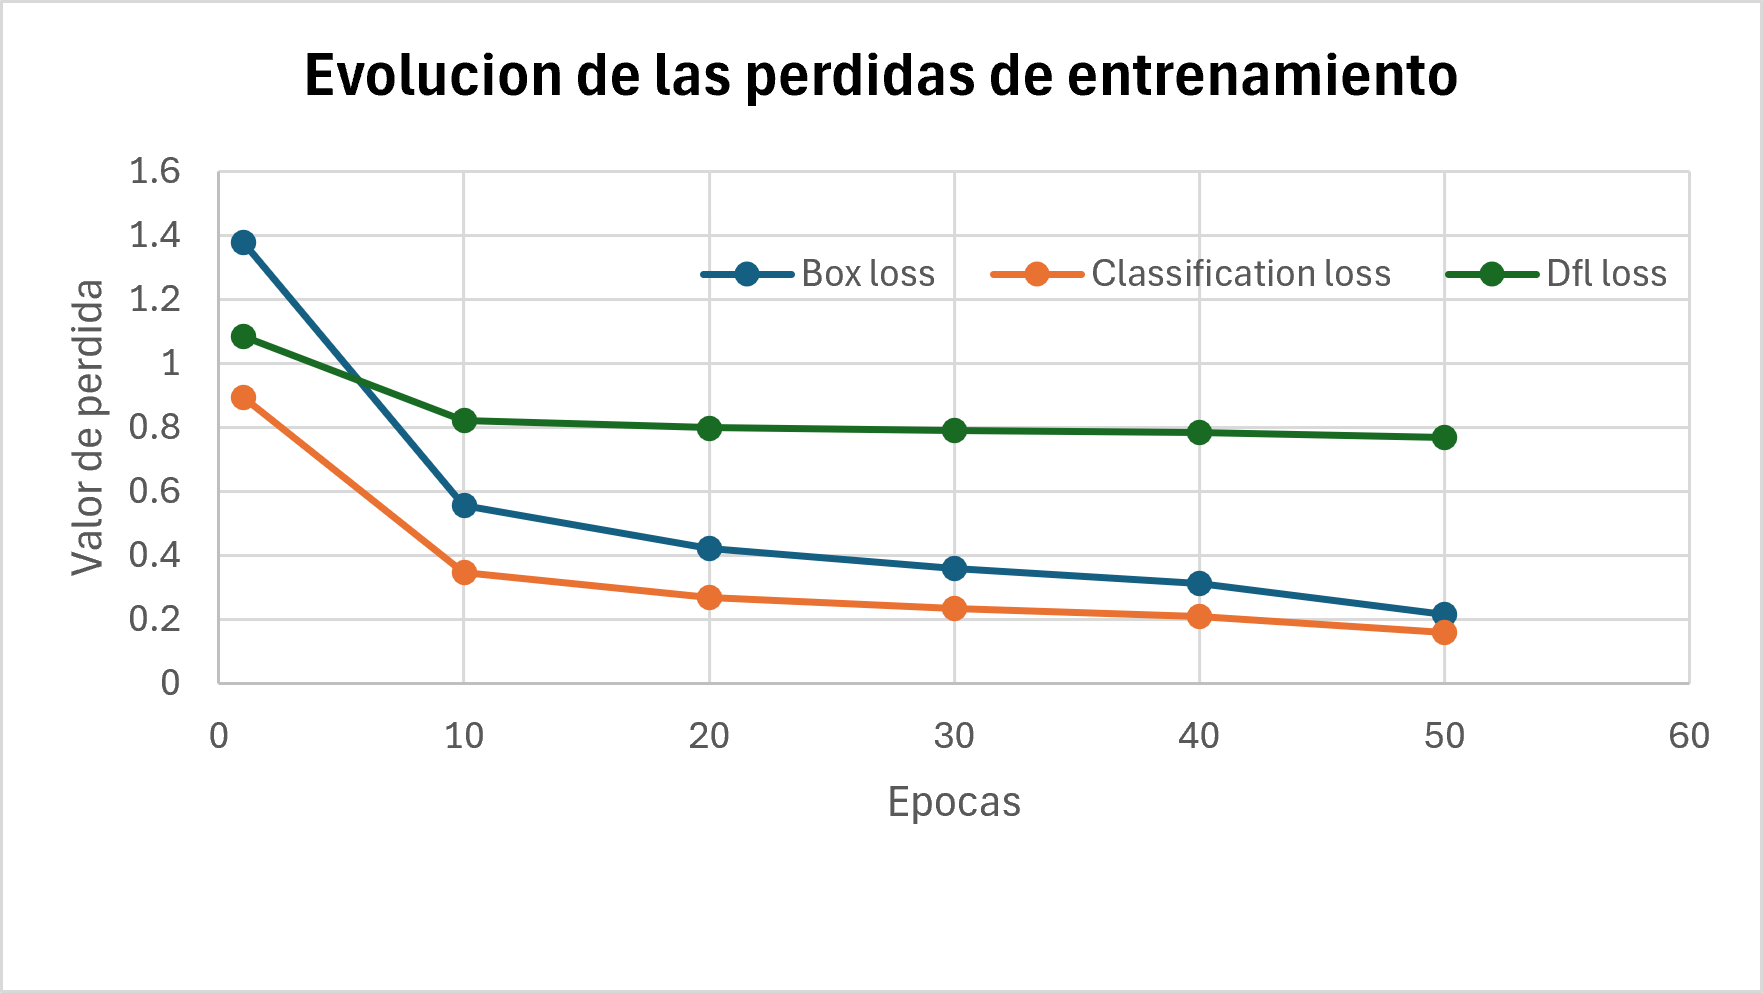 Evolucion de las perdidas de entrenamiento
1.6
1.4
1.2
1
0.8
0.6
0.4
0.2
0
Valor de perdida
Box loss Classification loss Dfl loss
0 10 20 30 40 50 60
Epocas